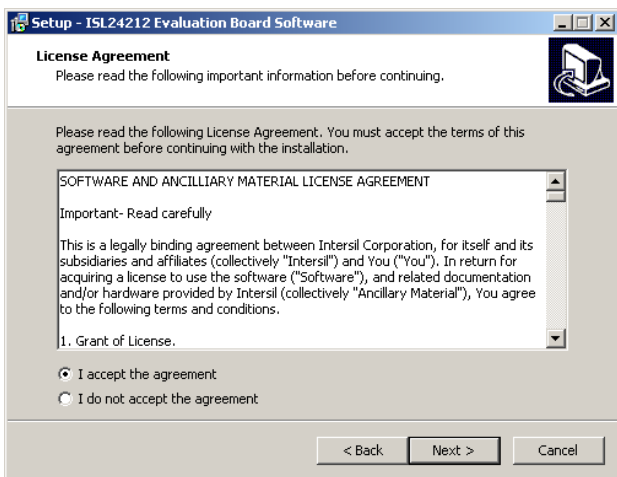 Setup - ISL24212 Evaluation Board Software
License Agreement
Please read the following important information before continuing.
Please read the following License Agreement. You must accept the terms of this
agreement before continuing with the installation.
SOFTWARE AND ANCILLIARY MATERIAL LICENSE AGREEMENT
Important- Read carefully
This is a legally binding agreement between Intersil Corporation, for itself and its
subsidiaries and affiliates (collectively "Intersil") and You ("You"). In return for
acquiring a license to use the software ("Software"), and related documentation
and/or hardware provided by Intersil (collectively "Ancillary Material"), You agree
to the following terms and conditions.
1. Grant of License.
I accept the agreement
I do not accept the agreement
< Back Next > Cancel